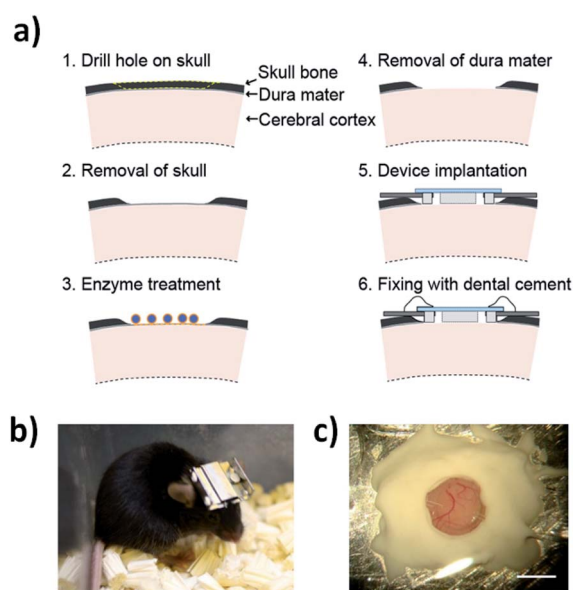 a)
1. Drill hole on skull
Skull bone
Dura mater
Cerebral cortex
2. Removal of skull
3. Enzyme treatment
4. Removal of dura mater
5. Device implantation
6. Fixing with dental cement
b)
c)